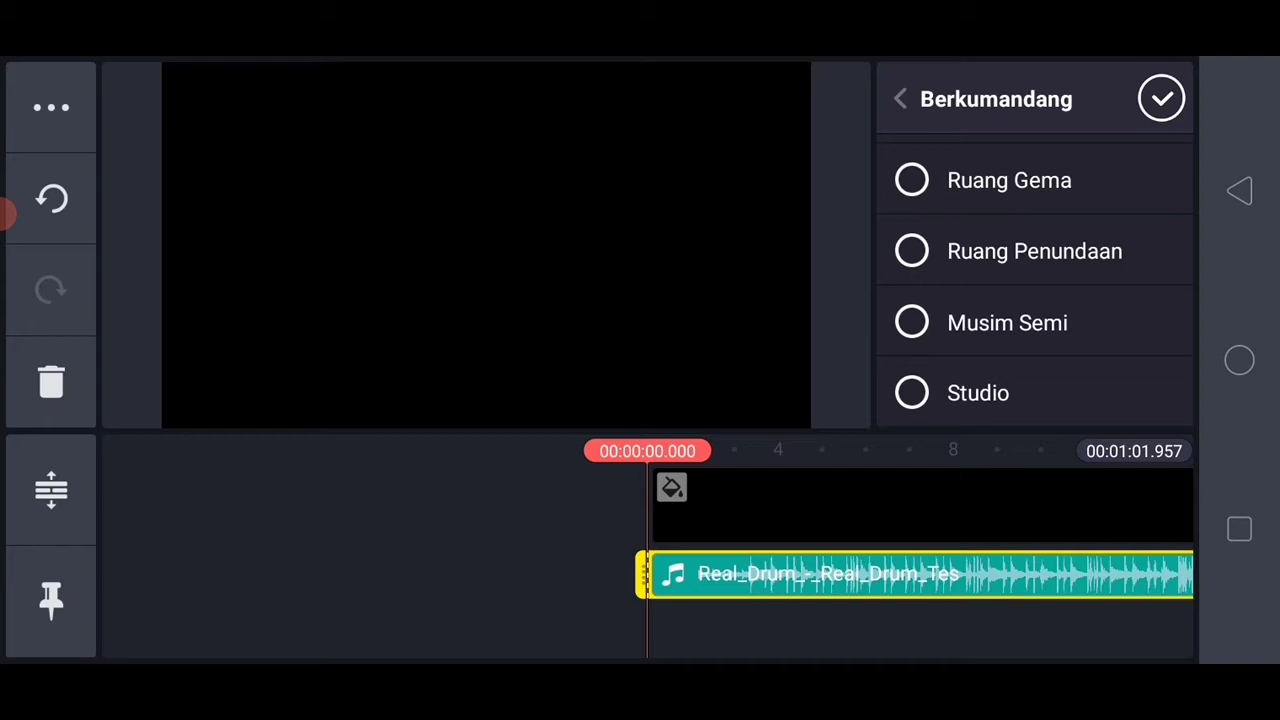 Berkumandang
Ruang Gema
Ruang Penundaan
Musim Semi
Studio
00:00:00.000
4
8
00:01:01.957
Real_Drum_-_Real_Drum_Tes